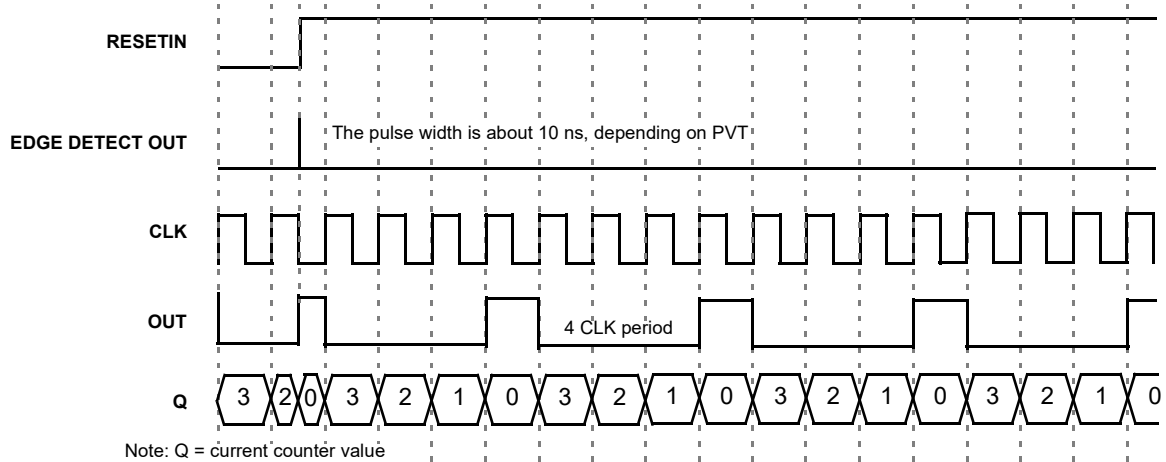 RESETIN
EDGE DETECT OUT
The pulse width is about 10 ns, depending on PVT
CLK
OUT
4 CLK period
Q
3 2 0 3 2 1 0 3 2 1 0 3 2 1 0 3 2 1 0
Note: Q = current counter value